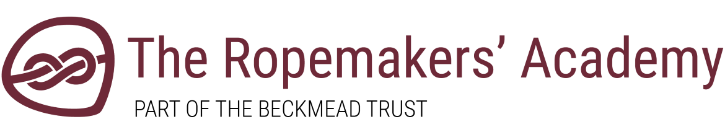 The Ropemakers’ Academy
PART OF THE BECKMEAD TRUST